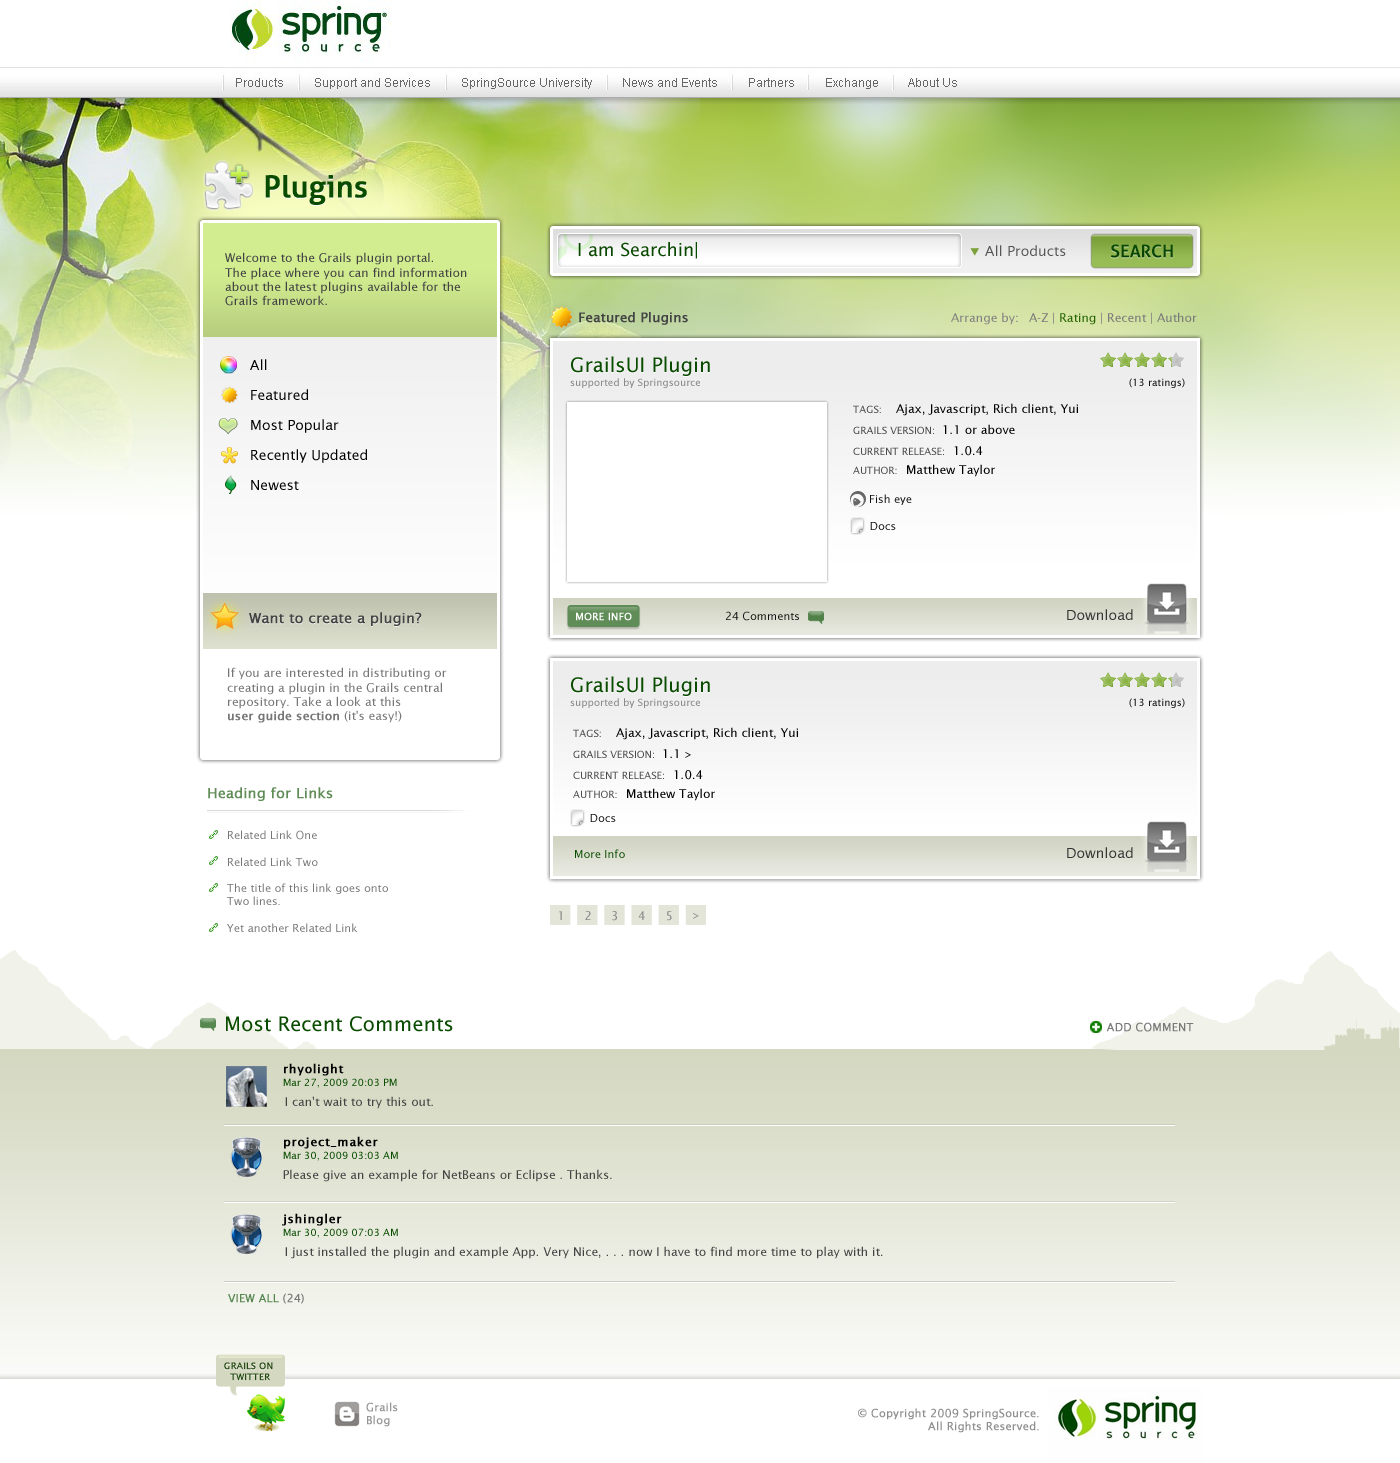 spring
source
Products
Support and Services
SpringSource University
News and Events
Partners
Exchange
About Us
Plugins
Welcome to the Grails plugin portal.
The place where you can find information
about the latest plugins available for the
Grails framework.
All
Featured
Most Popular
Recently Updated
Newest
Want to create a plugin?
If you are interested in distributing or
creating a plugin in the Grails central
repository. Take a look at this
user guide section (it's easy!)
Heading for Links
Related Link One
Related Link Two
The title of this link goes onto
Two lines.
Yet another Related Link
I am Searchin
All Products
SEARCH
Featured Plugins
Arrange by: A-Z | Rating | Recent | Author
GrailsUI Plugin
supported by Springsource
(13 ratings)
TAGS: Ajax, Javascript, Rich client, Yui
GRAILS VERSION: 1.1 or above
CURRENT RELEASE: 1.0.4
AUTHOR: Matthew Taylor
Fish eye
Docs
MORE INFO
24 Comments
Download
GrailsUI Plugin
supported by Springsource
(13 ratings)
TAGS: Ajax, Javascript, Rich client, Yui
GRAILS VERSION: 1.1 >
CURRENT RELEASE: 1.0.4
AUTHOR: Matthew Taylor
Docs
More Info
Download
1 2 3 4 5 >
Most Recent Comments
ADD COMMENT
rhyolight
Mar 27, 2009 20:03 PM
I can't wait to try this out.
project_maker
Mar 30, 2009 03:03 AM
Please give an example for NetBeans or Eclipse . Thanks.
jshingler
Mar 30, 2009 07:03 AM
I just installed the plugin and example App. Very Nice, . . . now I have to find more time to play with it.
VIEW ALL (24)
GRAILS ON
TWITTER
Grails
Blog
© Copyright 2009 SpringSource.
All Rights Reserved.
spring
source